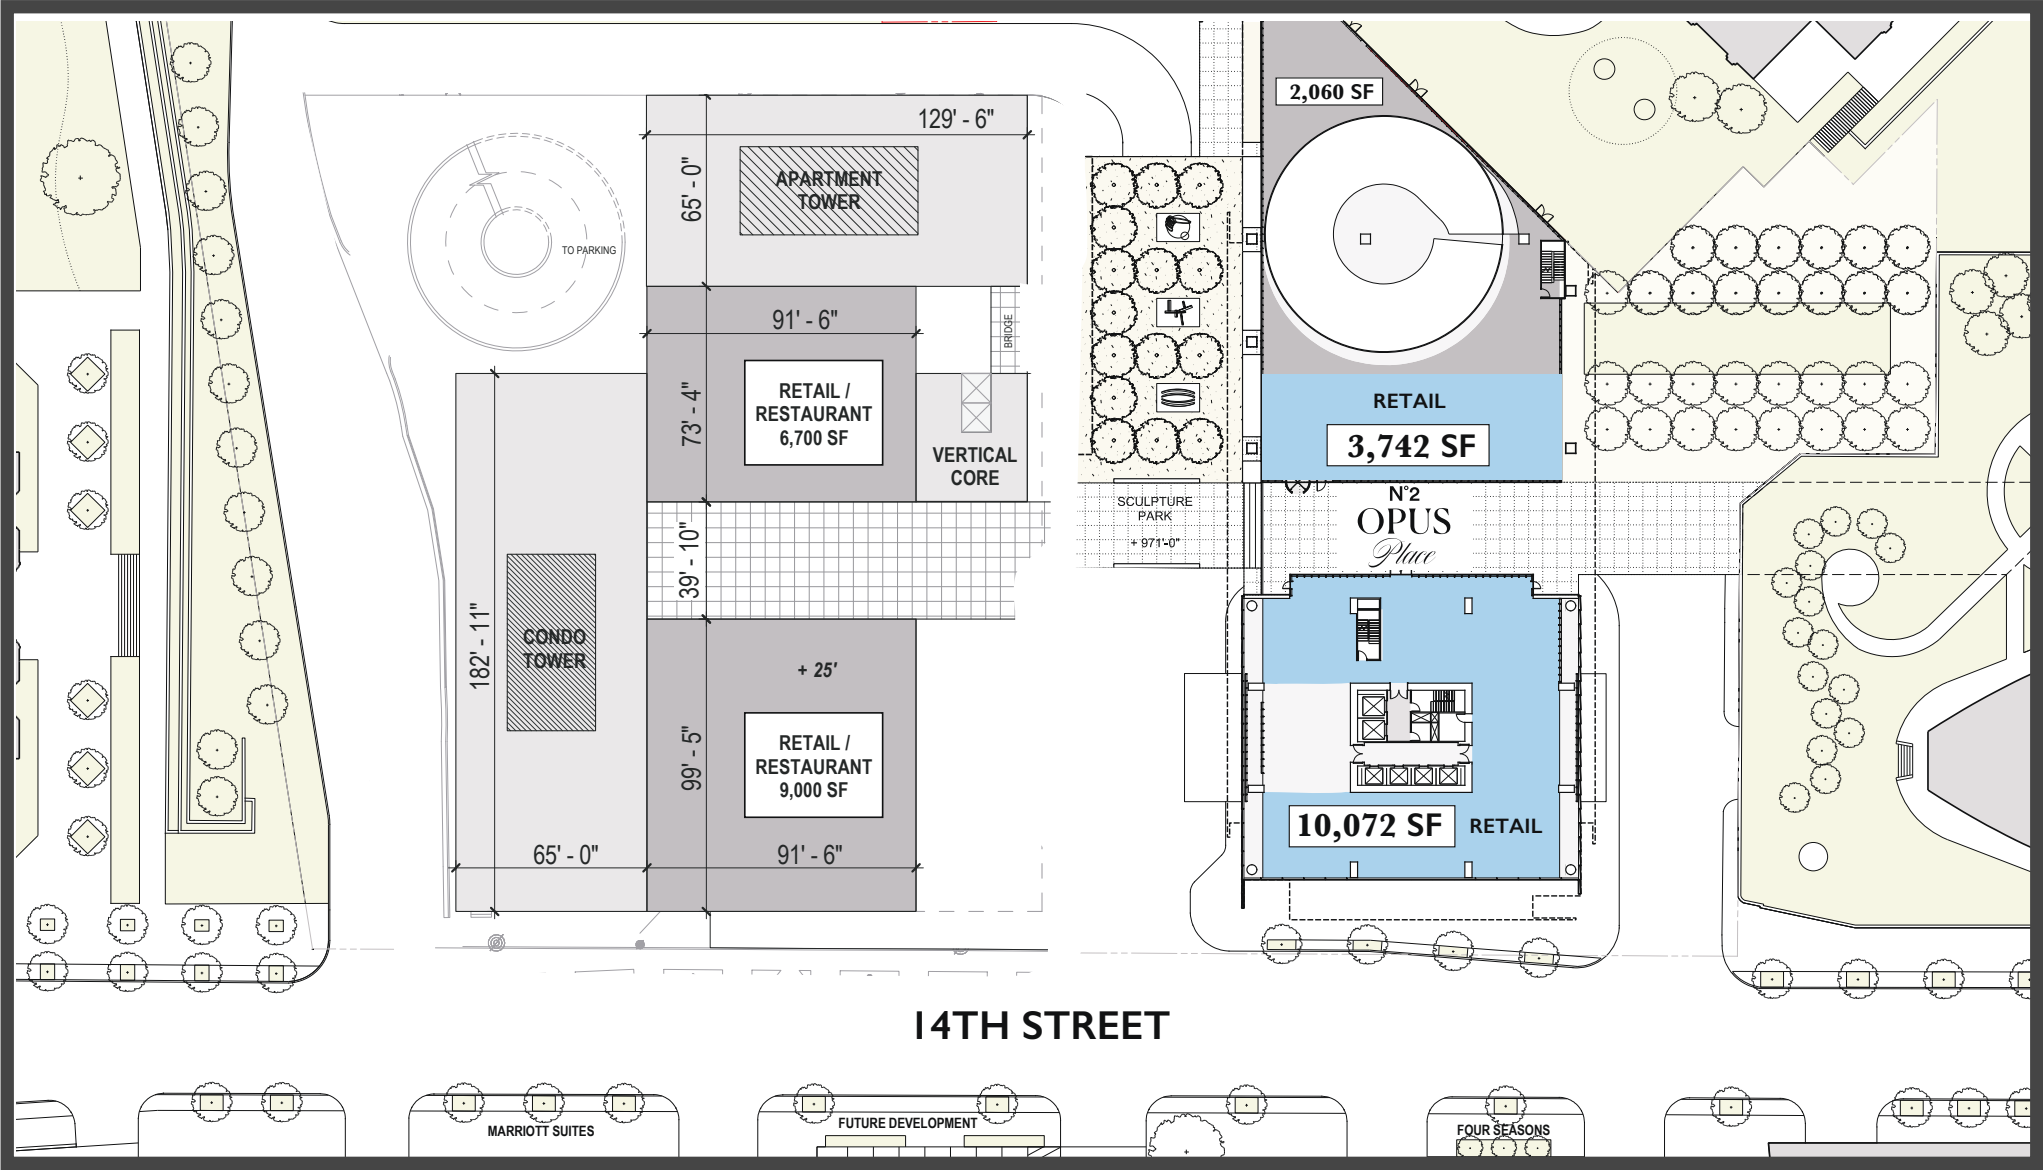 2,060 SF
129' - 6"
65' - 0"
APARTMENT
TOWER
TO PARKING
91' - 6"
BRIDGE
73' - 4"
RETAIL /
RESTAURANT
6,700 SF
VERTICAL
CORE
RETAIL
3,742 SF
SCULPTURE
PARK
+ 971'-0"
N°2
OPUS
Place
39' - 10"
182' - 11"
CONDO
TOWER
+ 25'
99' - 5"
RETAIL /
RESTAURANT
9,000 SF
65' - 0"
91' - 6"
10,072 SF
RETAIL
14TH STREET
MARRIOTT SUITES
FUTURE DEVELOPMENT
FOUR SEASONS